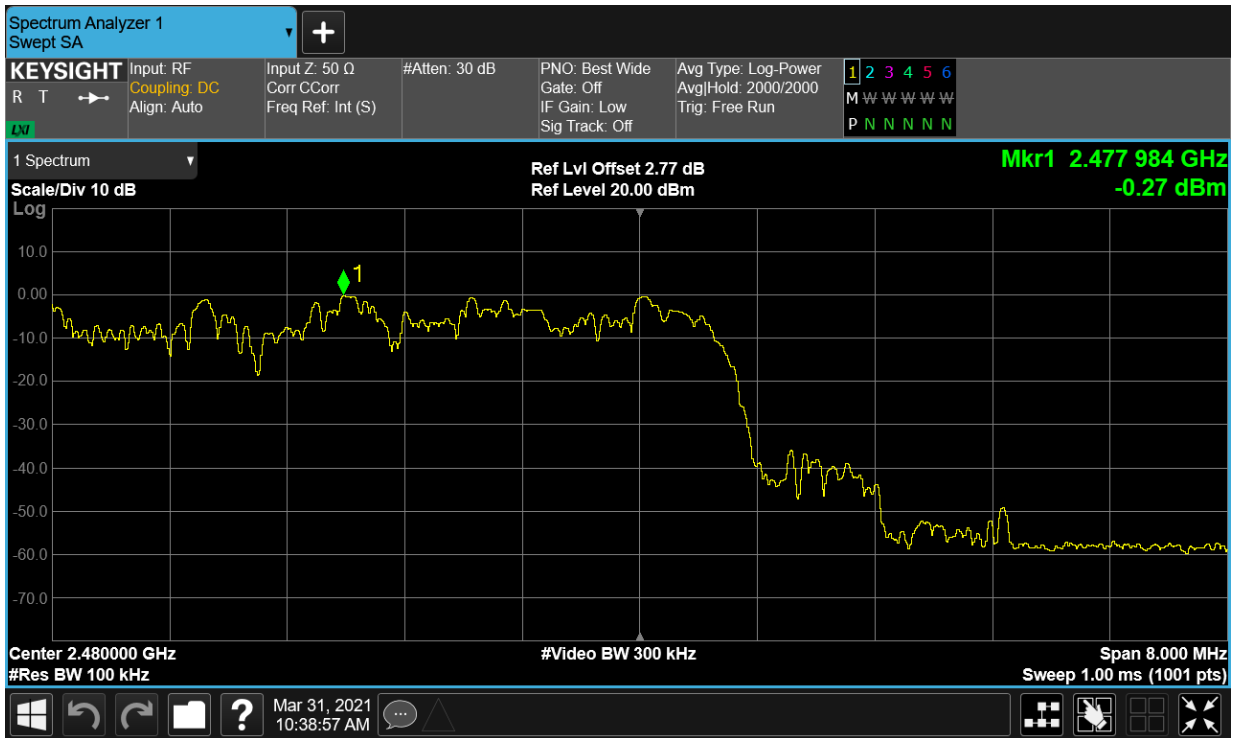 Spectrum Analyzer 1
Swept SA
KEYSIGHT
R T
LXI
Input: RF
Coupling: DC
Align: Auto
Input Z: 50 Ω
Corr CCorr
Freq Ref: Int (S)
#Atten: 30 dB
PNO: Best Wide
Gate: Off
IF Gain: Low
Sig Track: Off
Avg Type: Log-Power
Avg|Hold: 2000/2000
Trig: Free Run
1 2 3 4 5 6
M W W W W W
P N N N N N
1 Spectrum
Scale/Div 10 dB
Log
Ref Lvl Offset 2.77 dB
Ref Level 20.00 dBm
Mkr1 2.477 984 GHz
-0.27 dBm
10.0
0.00
-10.0
-20.0
-30.0
-40.0
-50.0
-60.0
-70.0
1
Center 2.480000 GHz
#Res BW 100 kHz
#Video BW 300 kHz
Span 8.000 MHz
Sweep 1.00 ms (1001 pts)
?
Mar 31, 2021
10:38:57 AM